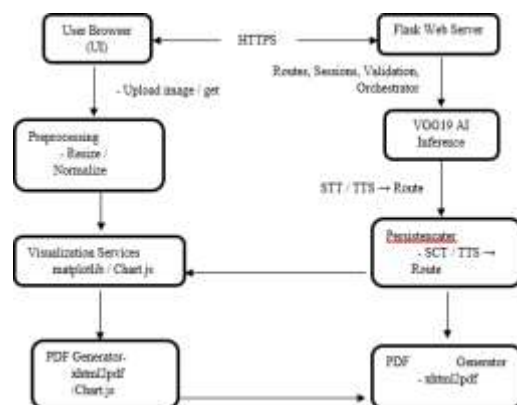 User Browser
(UI)
HTTPS
Flask Web Server
- Upload image / get
Routes, Sessions, Validation,
Orchestrator
Preprocessing
- Resize /
Normalize
VGG19 AI
Inference
STT / TTS → Route
Visualization Services
matplotlib / Chart.js
Persistencater
- SCT / TTS →
Route
PDF Generator-
xhtml2pdf
/Chart.js
PDF Generator
- xhtml2pdf